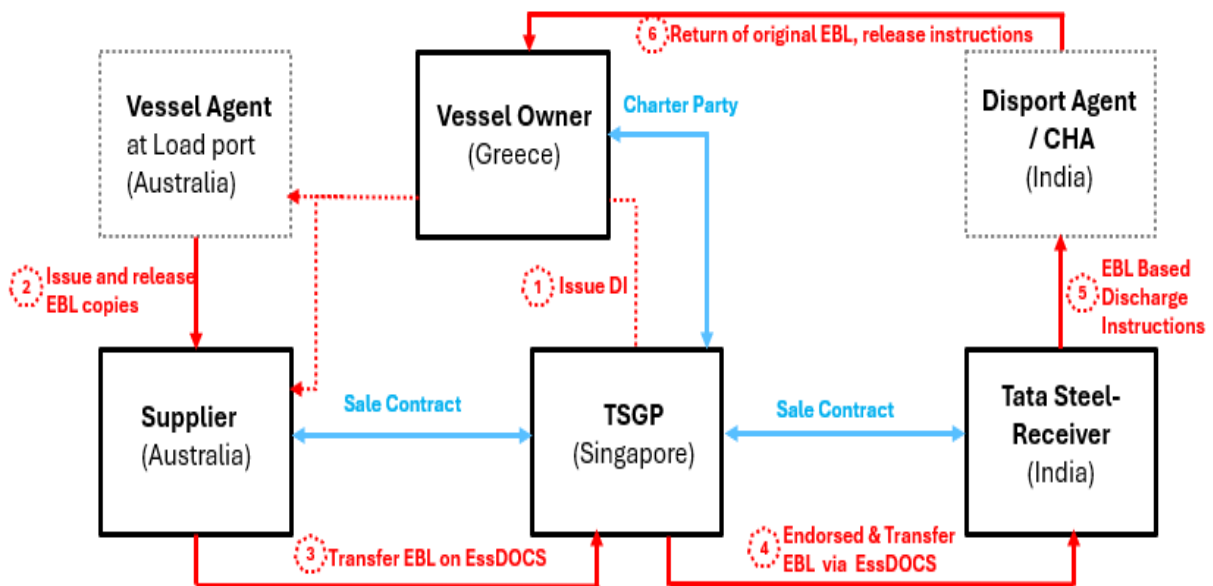 6 Return of original EBL, release instructions
Vessel Agent
at Load port
(Australia)
Vessel Owner
(Greece)
Charter Party
Disport Agent
/ CHA
(India)
2 Issue and release
EBL copies
1 Issue DI
5 EBL Based
Discharge
Instructions
Supplier
(Australia)
Sale Contract
TSGP
(Singapore)
Sale Contract
Tata Steel-
Receiver
(India)
3 Transfer EBL on EssDOCS
4 Endorsed & Transfer
EBL via EssDOCS